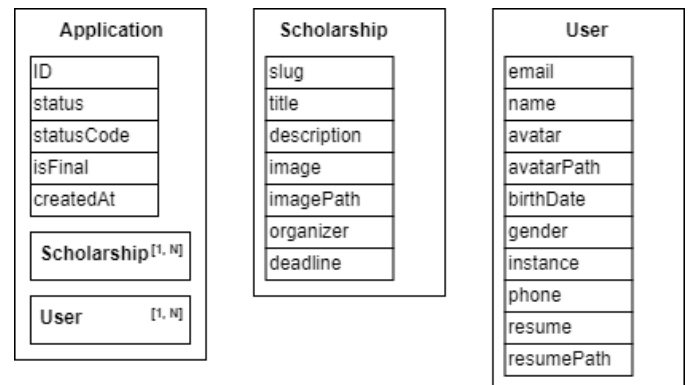 Application
ID
status
statusCode
isFinal
createdAt
Scholarship [1, N]
User [1, N]
Scholarship
slug
title
description
image
imagePath
organizer
deadline
User
email
name
avatar
avatarPath
birthDate
gender
instance
phone
resume
resumePath